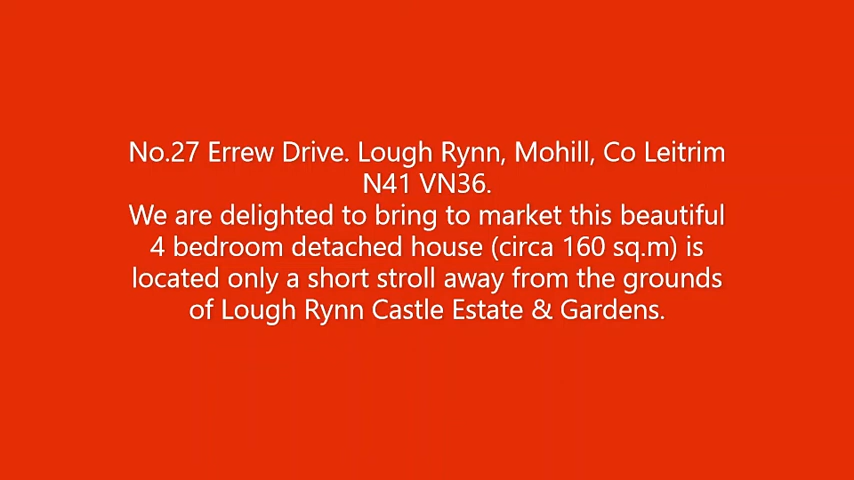 No.27 Errew Drive. Lough Rynn, Mohill, Co Leitrim
N41 VN36.
We are delighted to bring to market this beautiful
4 bedroom detached house (circa 160 sq.m) is
located only a short stroll away from the grounds
of Lough Rynn Castle Estate & Gardens.